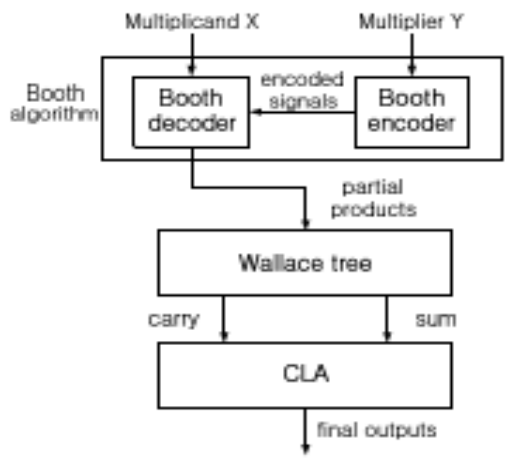 Multiplicand X
Multiplier Y
Booth
algorithm
Booth
decoder
encoded
signals
Booth
encoder
partial
products
Wallace tree
carry
sum
CLA
final outputs